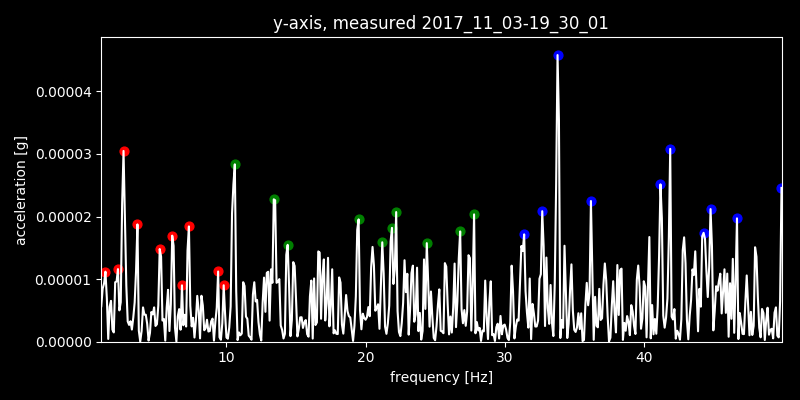 y-axis, measured 2017_11_03-19_30_01
0.00004
0.00003
0.00002
0.00001
0.00000
acceleration [g]
10 20 30 40
frequency [Hz]